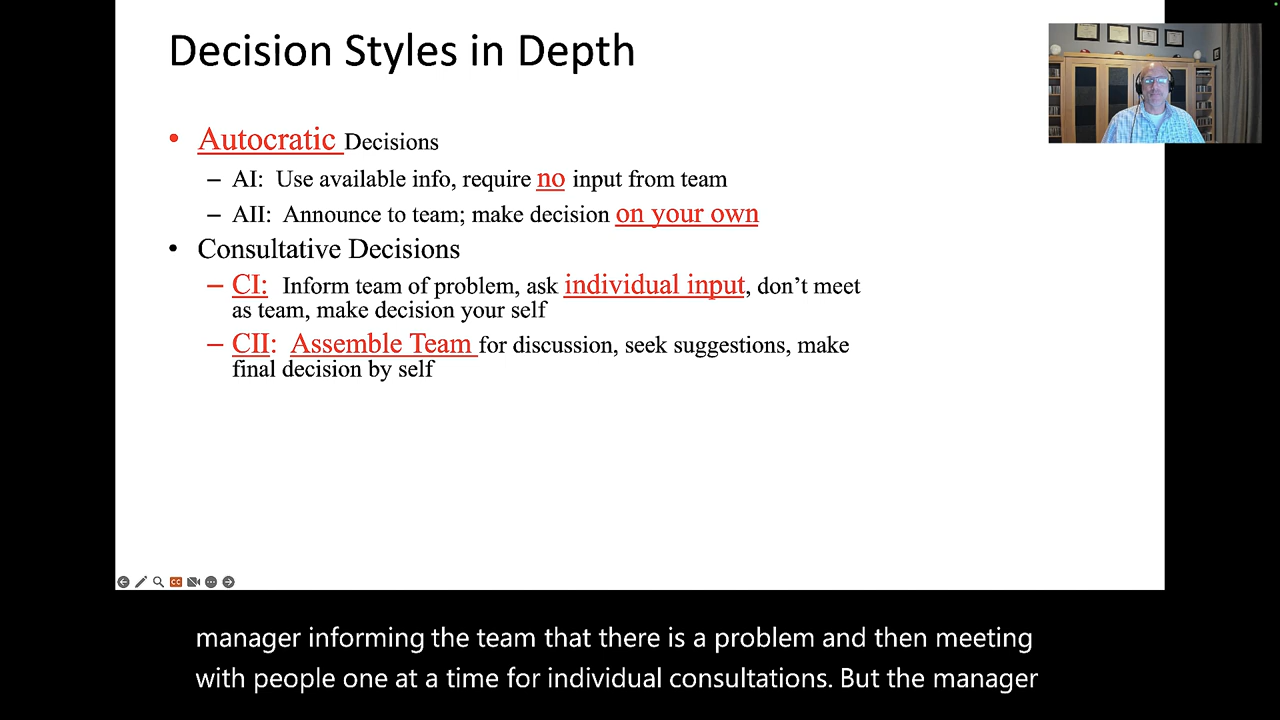 Decision Styles in Depth
• Autocratic Decisions
– AI: Use available info, require no input from team
– AII: Announce to team; make decision on your own
• Consultative Decisions
– CI: Inform team of problem, ask individual input, don’t meet
as team, make decision your self
– CII: Assemble Team for discussion, seek suggestions, make
final decision by self
CC
manager informing the team that there is a problem and then meeting
with people one at a time for individual consultations. But the manager